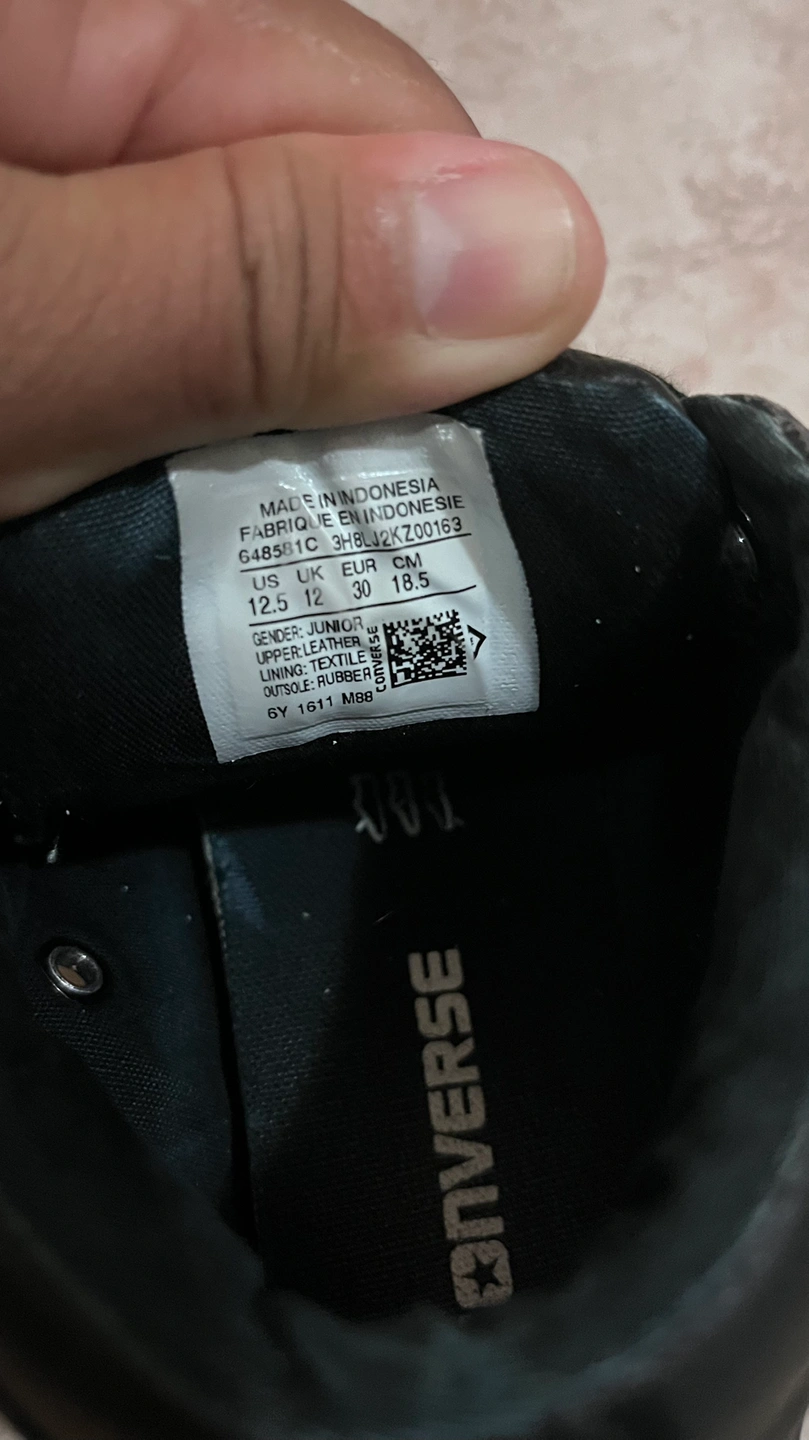 MADE IN INDONESIA
FABRIQUE EN INDONESIE
648581C 3H8LJ2KZ00163
US UK EUR CM
12.5 12 30 18.5
GENDER: JUNIOR
UPPER: LEATHER
LINING: TEXTILE
OUTSOLE: RUBBER
CONVERSE
6Y 1611 M88
CONVERSE